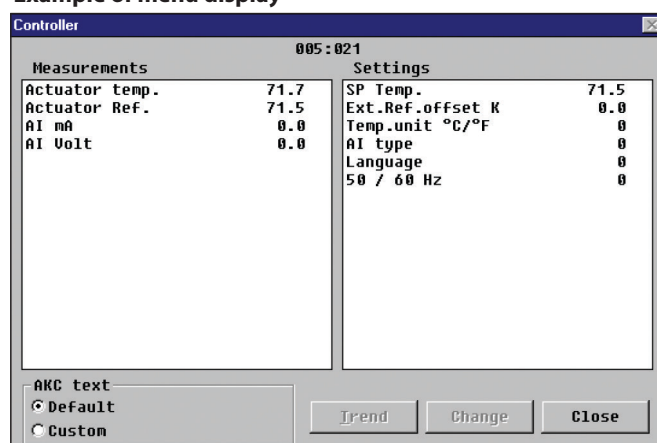 Example of menu display
Controller
005:021
Measurements
Settings
Actuator temp. 71.7
Actuator Ref. 71.5
AI mA 0.0
AI Volt 0.0
SP Temp. 71.5
Ext.Ref.offset K 0.0
Temp.unit °C/°F 0
AI type 0
Language 0
50 / 60 Hz 0
AKC text
Default
Custom
Trend
Change
Close